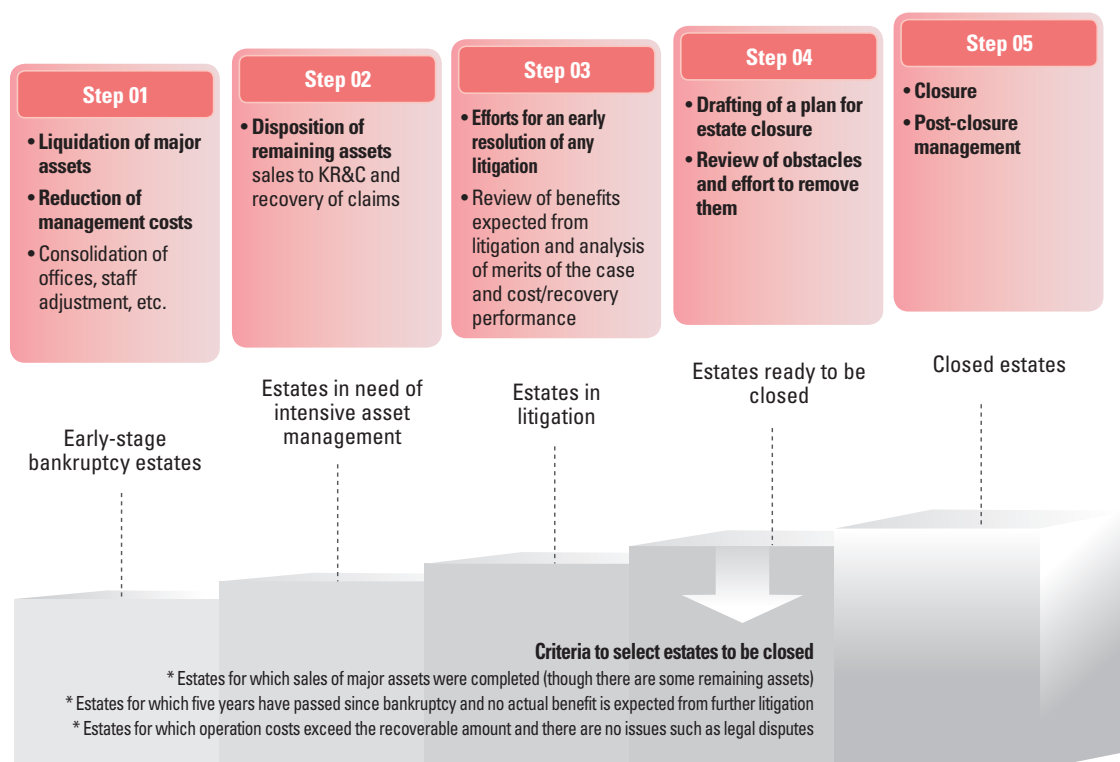 Step 01
• Liquidation of major
assets
• Reduction of
management costs
• Consolidation of
offices, staff
adjustment, etc.
Step 02
• Disposition of
remaining assets
sales to KR&C and
recovery of claims
Step 03
• Efforts for an early
resolution of any
litigation
• Review of benefits
expected from
litigation and analysis
of merits of the case
and cost/recovery
performance
Step 04
• Drafting of a plan for
estate closure
• Review of obstacles
and effort to remove
them
Step 05
• Closure
• Post-closure
management
Early-stage
bankruptcy estates
Estates in need of
intensive asset
management
Estates in
litigation
Estates ready to be
closed
Closed estates
Criteria to select estates to be closed
* Estates for which sales of major assets were completed (though there are some remaining assets)
* Estates for which five years have passed since bankruptcy and no actual benefit is expected from further litigation
* Estates for which operation costs exceed the recoverable amount and there are no issues such as legal disputes